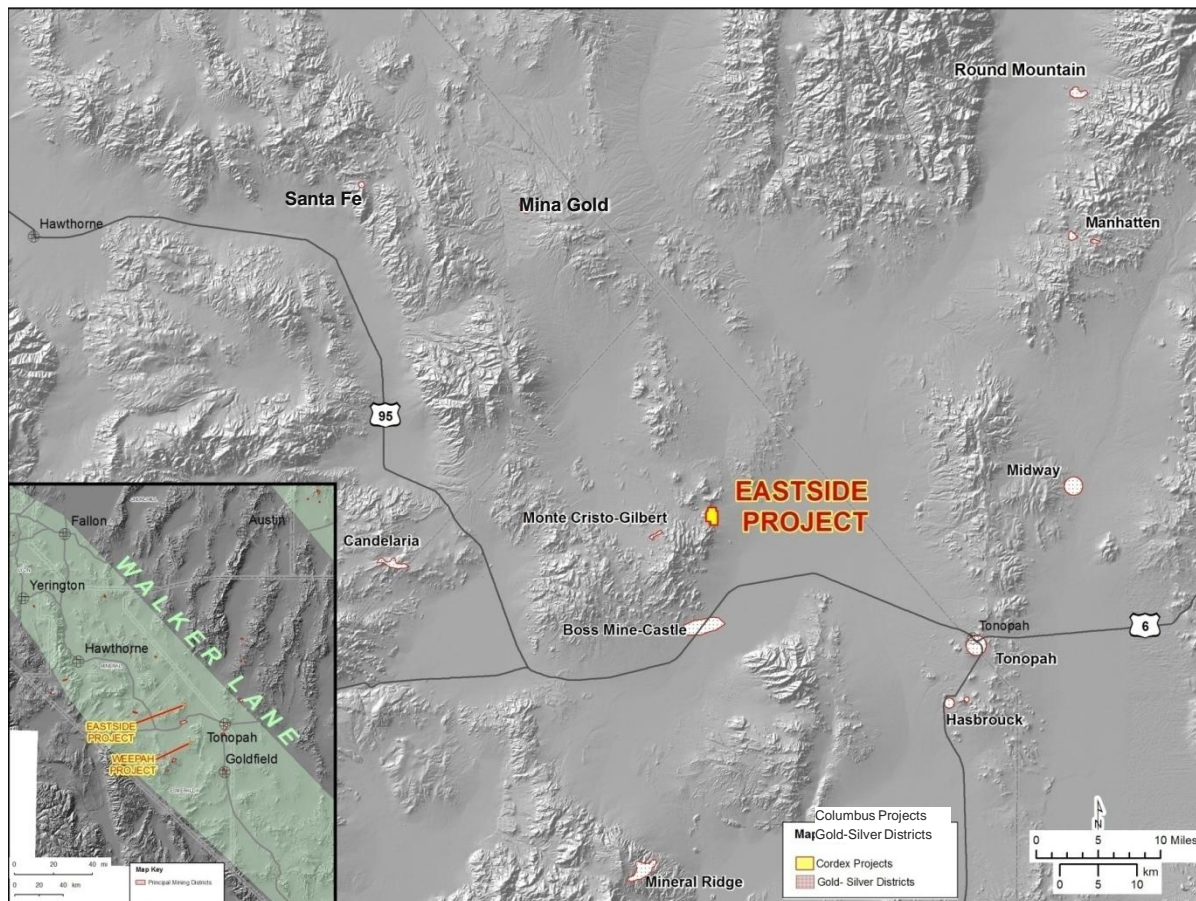 Round Mountain
Santa Fe
Mina Gold
Hawthorne
Manhatten
95
EASTSIDE
PROJECT
Midway
Monte Cristo-Gilbert
Candelaria
Boss Mine-Castle
6
Tonopah
Tonopah
Hasbrouck
Mineral Ridge
Columbus Projects
Map
Gold-Silver Districts
Cordex Projects
Gold- Silver Districts
N
0 5 10 Miles
0 5 10
km
Fallon
Austin
Yerington
WALKER LANE
Hawthorne
EASTSIDE
PROJECT
Tonopah
WEEPAH
PROJECT
Goldfield
0 20 40 mi
0 20 40 km
Map Key
Principal Mining Districts